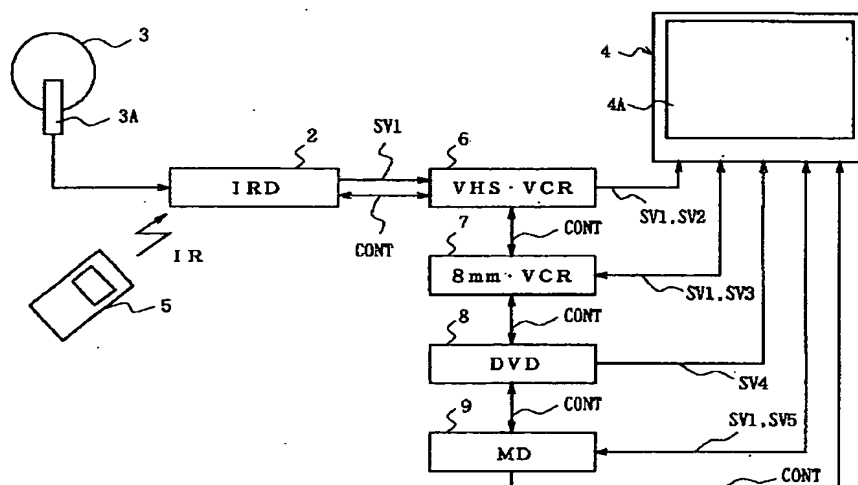 3
3A
4
4A
2
SV1
6
IRD
VHS·VCR
CONT
SV1,SV2
IR
5
7
CONT
8mm·VCR
SV1,SV3
8
CONT
DVD
SV4
9
CONT
MD
SV1,SV5
CONT